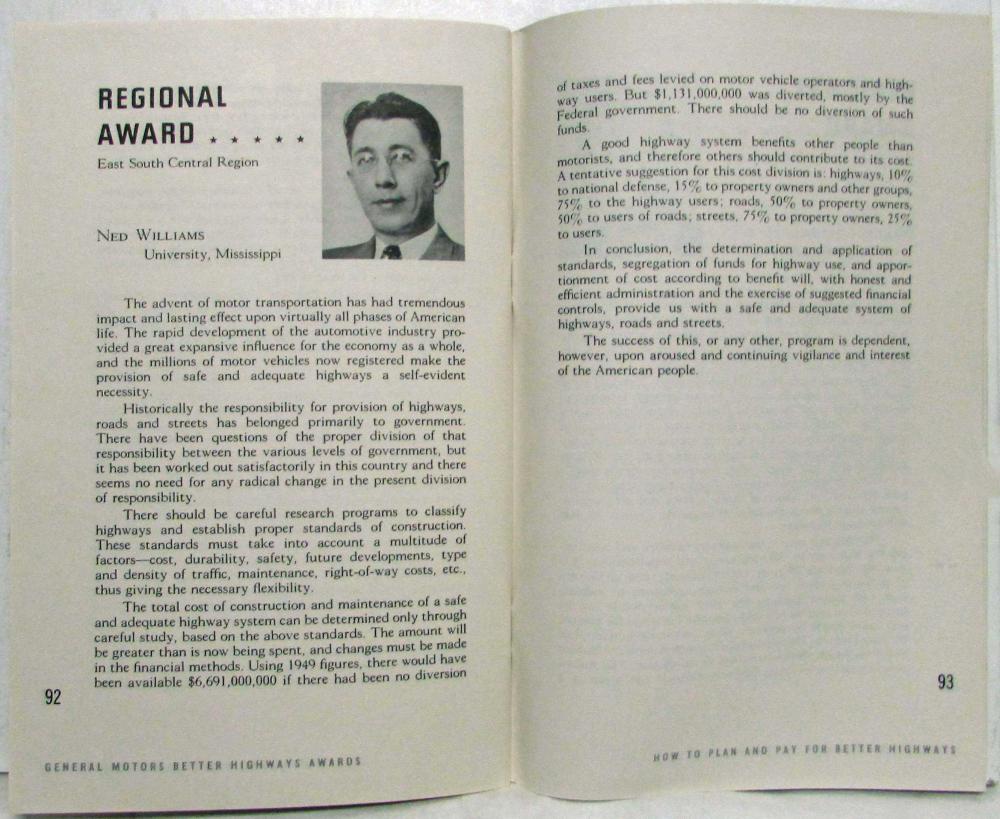 REGIONAL
AWARD ★ ★ ★ ★ ★
East South Central Region
NED WILLIAMS
University, Mississippi
The advent of motor transportation has had tremendous
impact and lasting effect upon virtually all phases of American
life. The rapid development of the automotive industry pro-
vided a great expansive influence for the economy as a whole,
and the millions of motor vehicles now registered make the
provision of safe and adequate highways a self-evident
necessity.
Historically the responsibility for provision of highways,
roads and streets has belonged primarily to government.
There have been questions of the proper division of that
responsibility between the various levels of government, but
it has been worked out satisfactorily in this country and there
seems no need for any radical change in the present division
of responsibility.
There should be careful research programs to classify
highways and establish proper standards of construction.
These standards must take into account a multitude of
factors—cost, durability, safety, future developments, type
and density of traffic, maintenance, right-of-way costs, etc.,
thus giving the necessary flexibility.
The total cost of construction and maintenance of a safe
and adequate highway system can be determined only through
careful study, based on the above standards. The amount will
be greater than is now being spent, and changes must be made
in the financial methods. Using 1949 figures, there would have
been available $6,691,000,000 if there had been no diversion
92
GENERAL MOTORS BETTER HIGHWAYS AWARDS
of taxes and fees levied on motor vehicle operators and high-
way users. But $1,131,000,000 was diverted, mostly by the
Federal government. There should be no diversion of such
funds.
A good highway system benefits other people than
motorists, and therefore others should contribute to its cost.
A tentative suggestion for this cost division is: highways, 10%
to national defense, 15% to property owners and other groups,
75% to the highway users; roads, 50% to property owners,
50% to users of roads; streets, 75% to property owners, 25%
to users.
In conclusion, the determination and application of
standards, segregation of funds for highway use, and appor-
tionment of cost according to benefit will, with honest and
efficient administration and the exercise of suggested financial
controls, provide us with a safe and adequate system of
highways, roads and streets.
The success of this, or any other, program is dependent,
however, upon aroused and continuing vigilance and interest
of the American people.
93
HOW TO PLAN AND PAY FOR BETTER HIGHWAYS